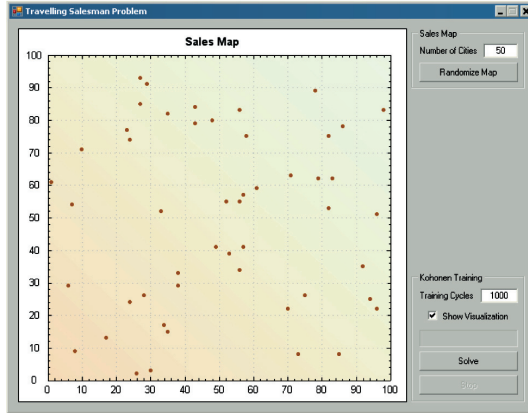 Travelling Salesman Problem
Sales Map
100
90
80
70
60
50
40
30
20
10
0
0 10 20 30 40 50 60 70 80 90 100
Sales Map
Number of Cities 50
Randomize Map
Kohonen Training
Training Cycles 1000
Show Visualization
Solve
Stop